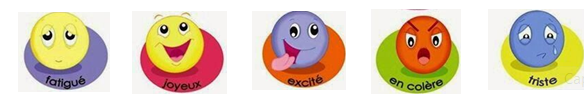 fatigué
joyeux
excité
en colère
triste